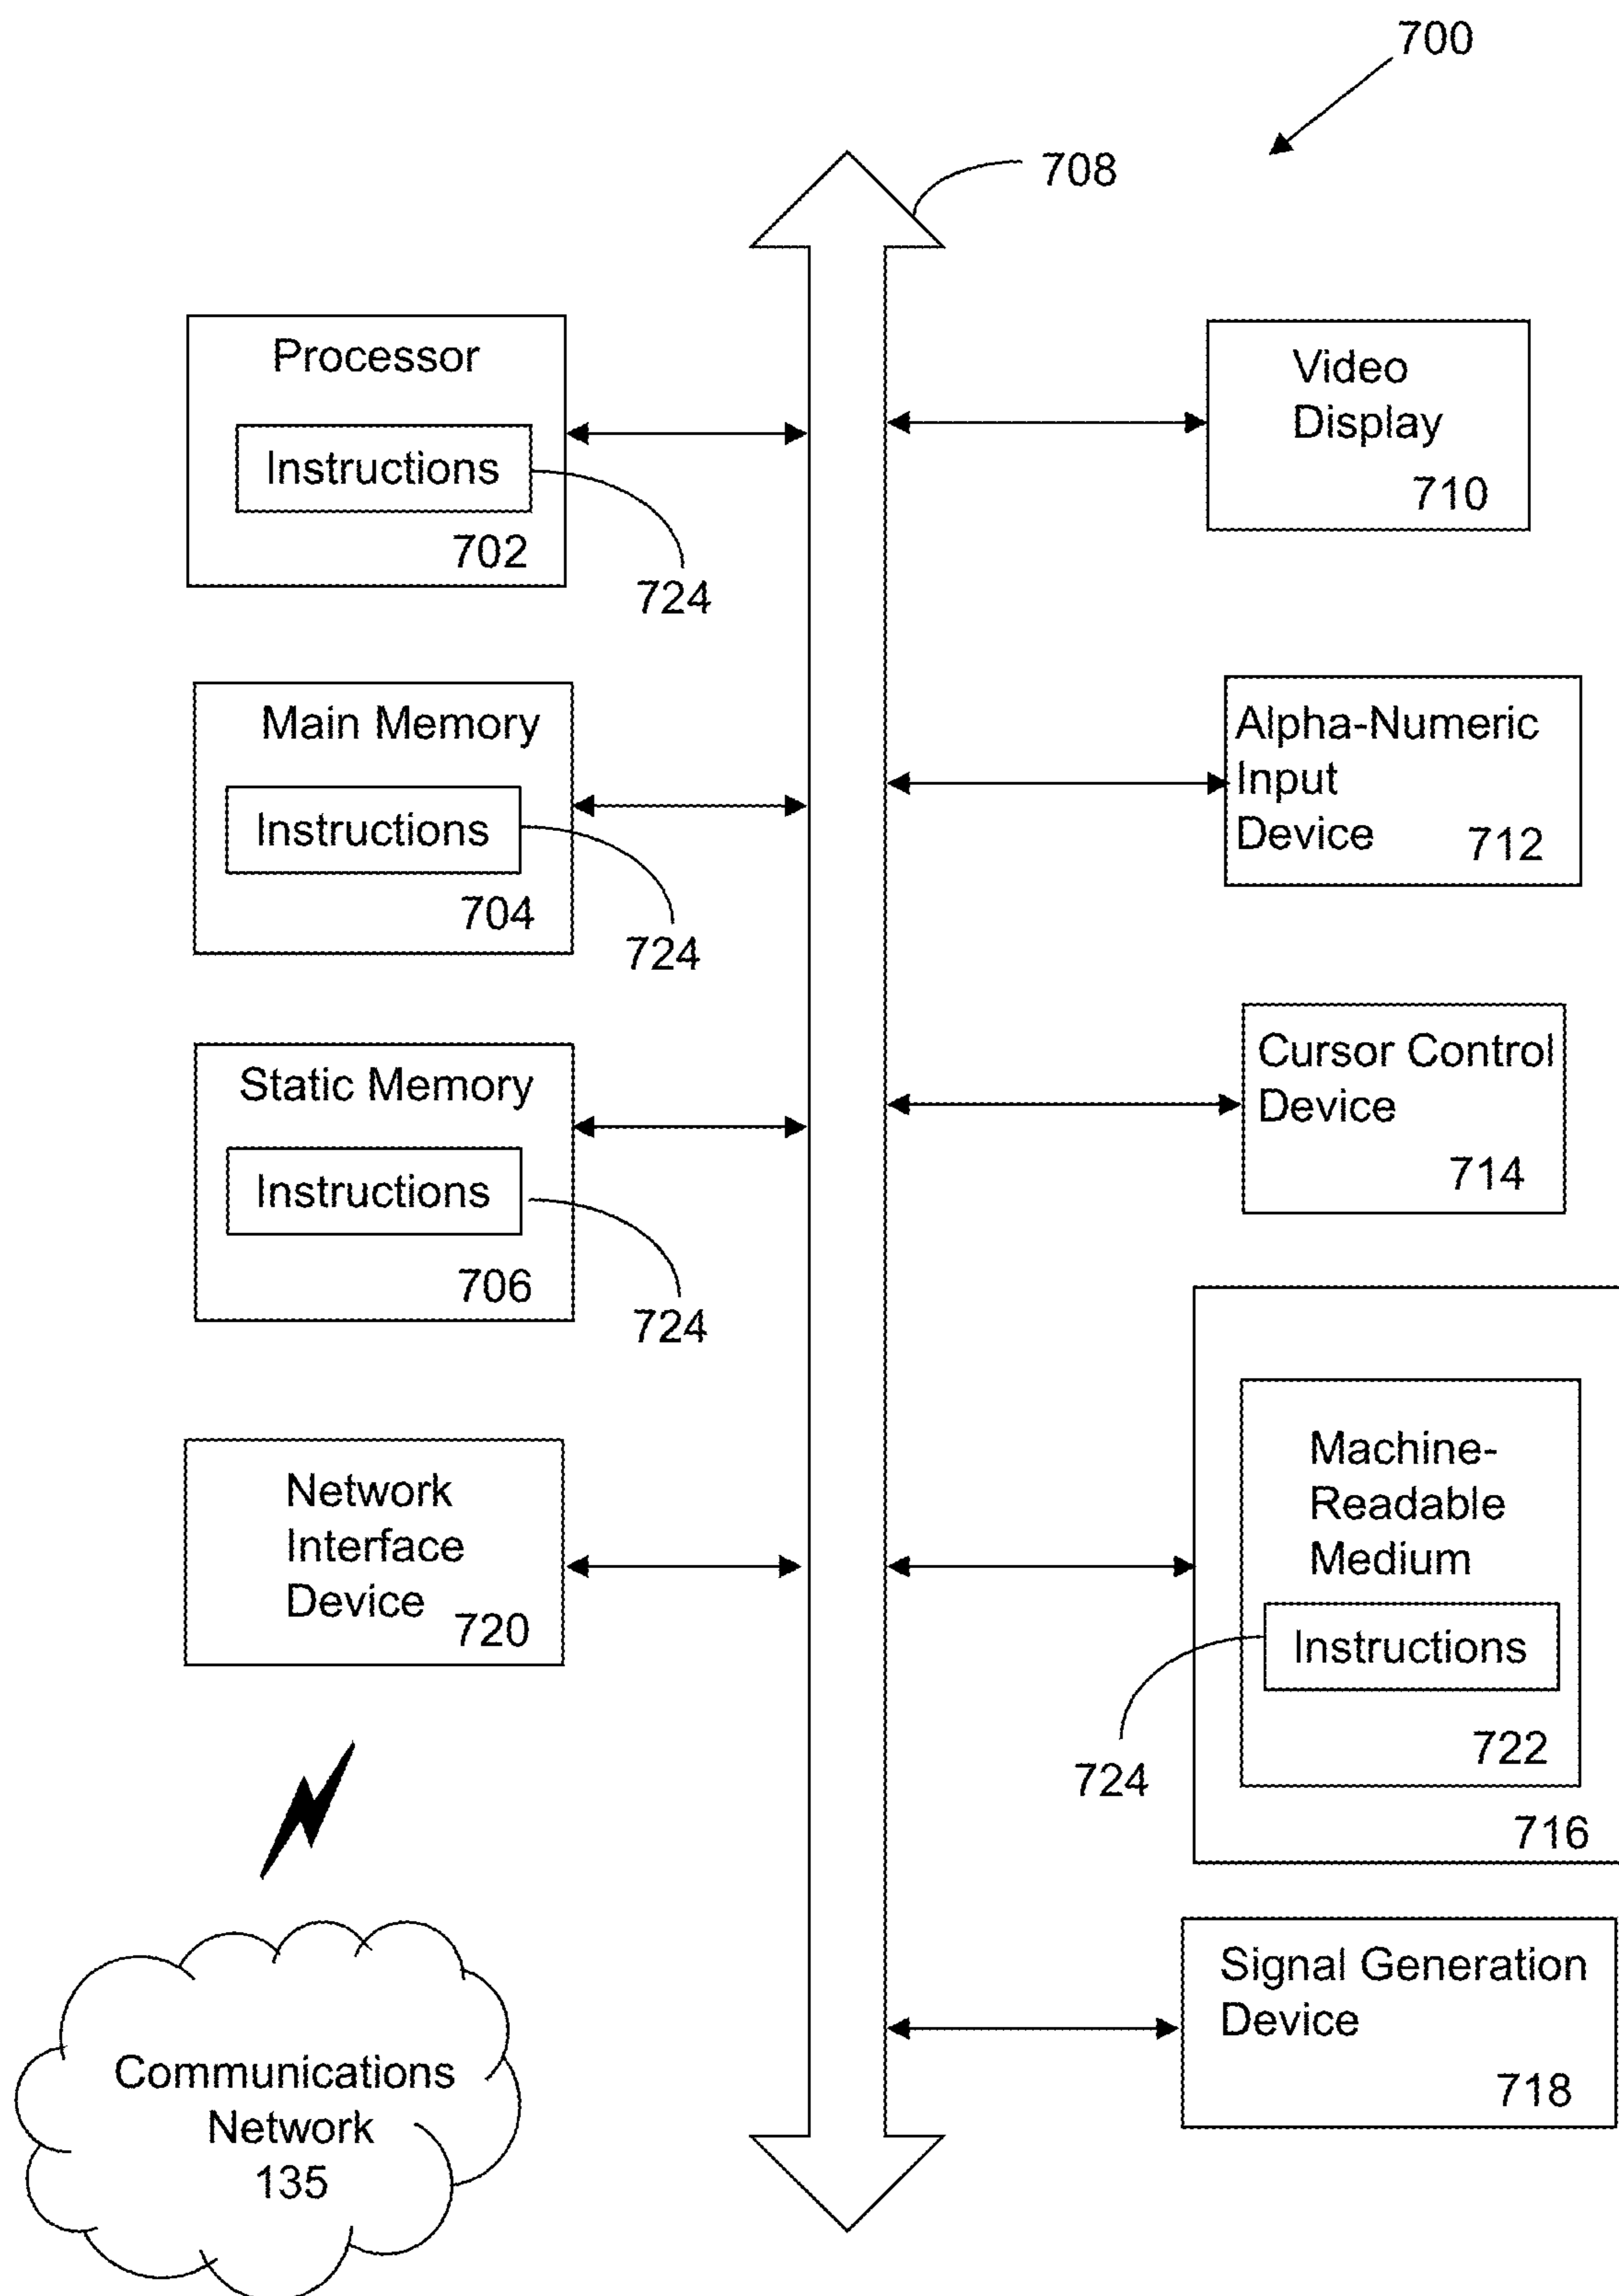 700
708
Processor
Instructions
702
724
Main Memory
Instructions
704
724
Static Memory
Instructions
706
724
Network
Interface
Device
720
Communications
Network
135
Video
Display
710
Alpha-Numeric
Input
Device
712
Cursor Control
Device
714
Machine-
Readable
Medium
Instructions
722
724
716
Signal Generation
Device
718